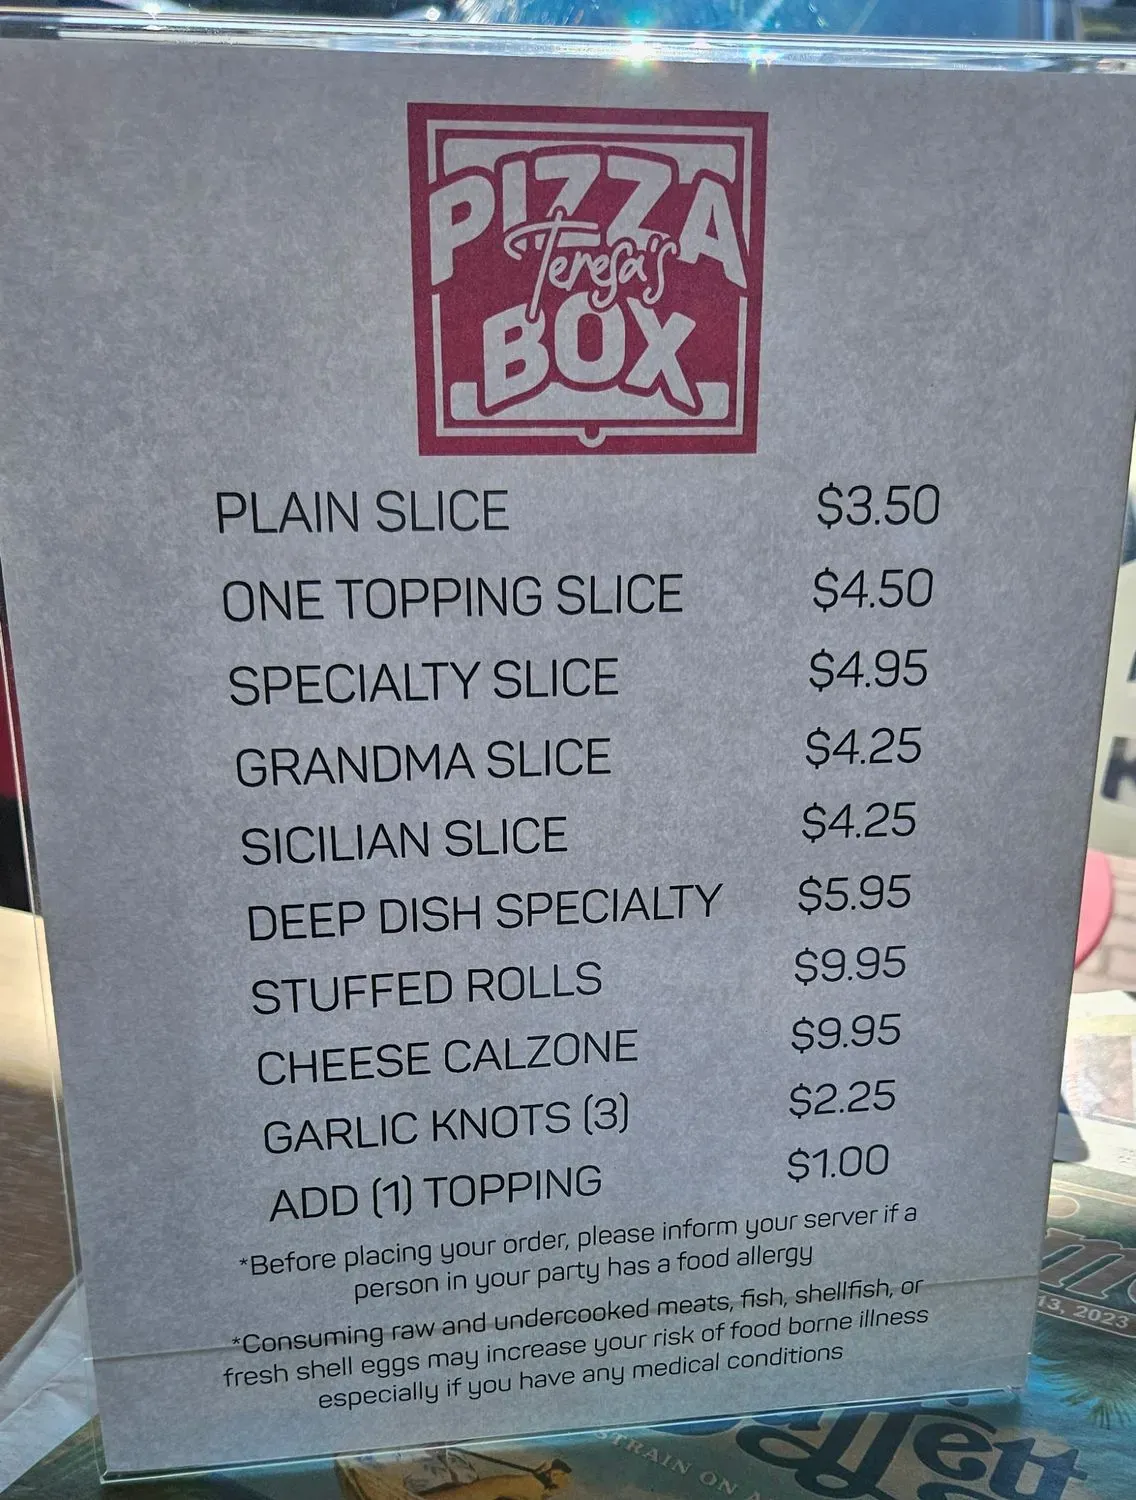 PIZZA
Teresa's
BOX
PLAIN SLICE $3.50
ONE TOPPING SLICE $4.50
SPECIALTY SLICE $4.95
GRANDMA SLICE $4.25
SICILIAN SLICE $4.25
DEEP DISH SPECIALTY $5.95
STUFFED ROLLS $9.95
CHEESE CALZONE $9.95
GARLIC KNOTS (3) $2.25
ADD (1) TOPPING $1.00
*Before placing your order, please inform your server if a
person in your party has a food allergy
*Consuming raw and undercooked meats, fish, shellfish, or
fresh shell eggs may increase your risk of food borne illness
especially if you have any medical conditions
13, 2023
STRAIN ON